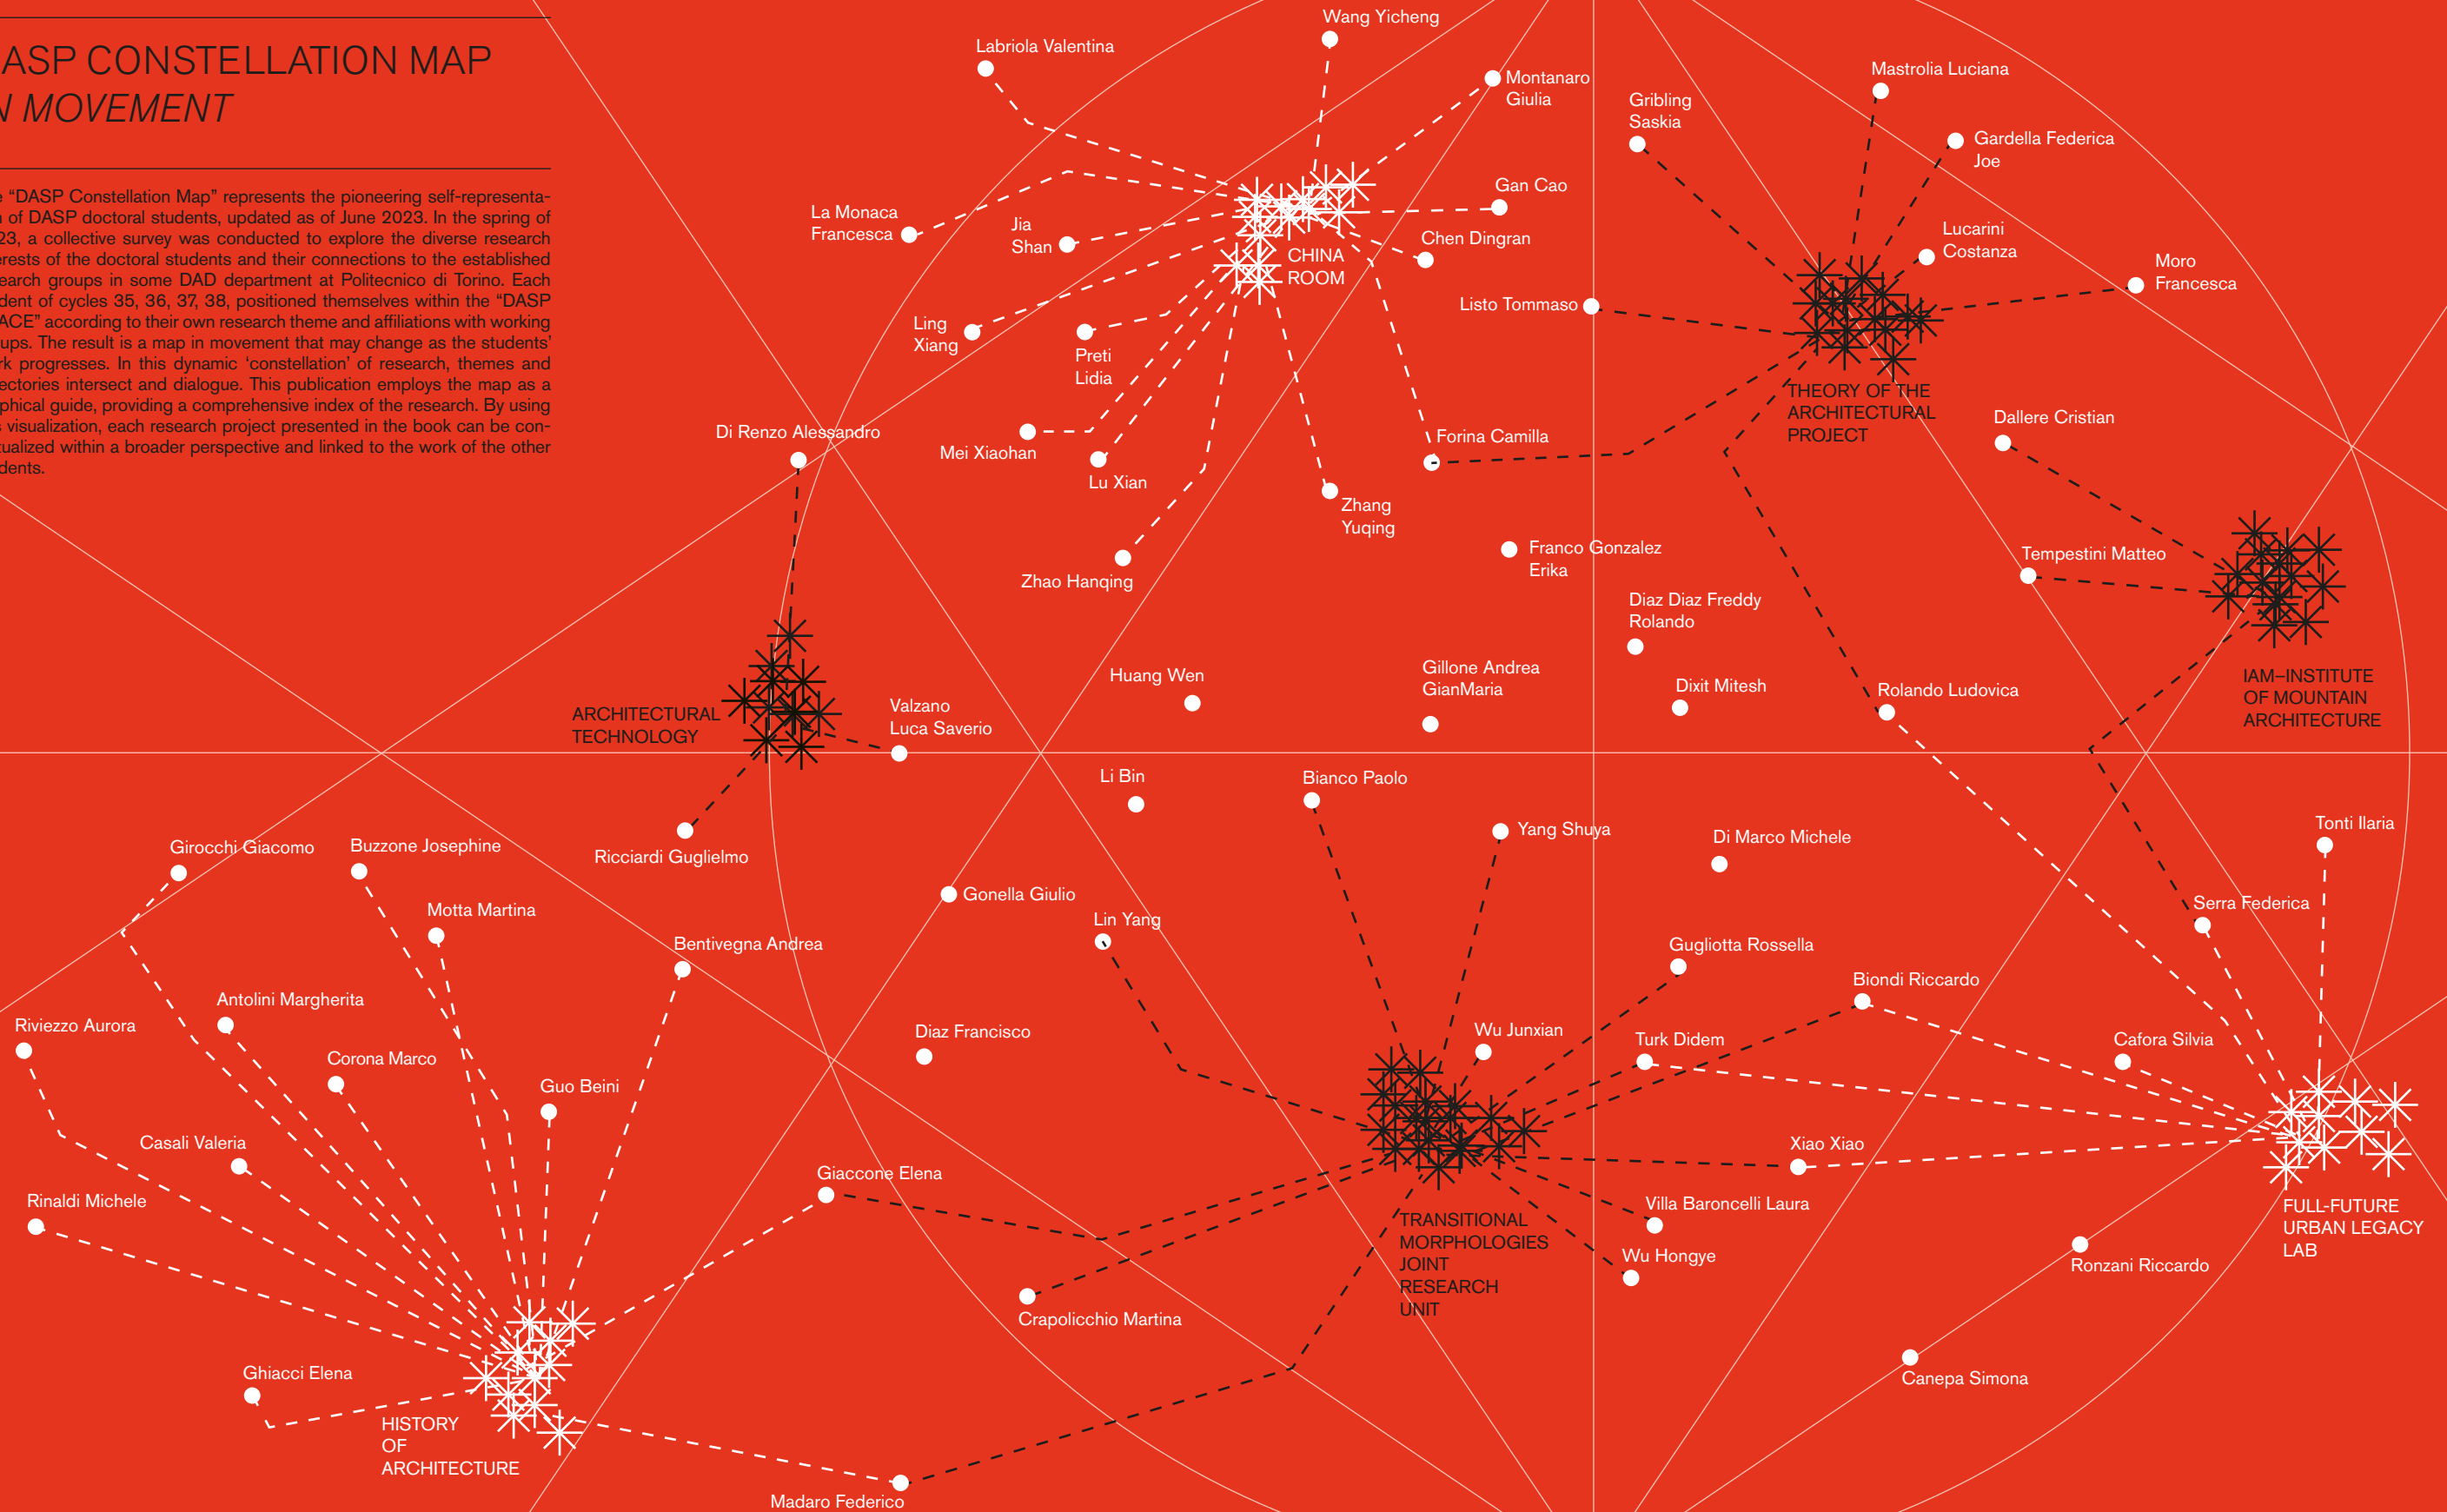 ASP CONSTELLATION MAP
N MOVEMENT
e “DASP Constellation Map” represents the pioneering self-representa-
n of DASP doctoral students, updated as of June 2023. In the spring of
23, a collective survey was conducted to explore the diverse research
erests of the doctoral students and their connections to the established
earch groups in some DAD department at Politecnico di Torino. Each
dent of cycles 35, 36, 37, 38, positioned themselves within the “DASP
ACE” according to their own research theme and affiliations with working
ups. The result is a map in movement that may change as the students’
rk progresses. In this dynamic ‘constellation’ of research, themes and
ectories intersect and dialogue. This publication employs the map as a
phical guide, providing a comprehensive index of the research. By using
s visualization, each research project presented in the book can be con-
tualized within a broader perspective and linked to the work of the other
dents.
Wang Yicheng
Labriola Valentina
Montanaro
Giulia
Mastrolia Luciana
Gribling
Saskia
Gardella Federica
Joe
Gan Cao
La Monaca
Francesca
Jia
Shan
Chen Dingran
CHINA
ROOM
Lucarini
Costanza
Moro
Francesca
Listo Tommaso
Ling
Xiang
Preti
Lidia
THEORY OF THE
ARCHITECTURAL
PROJECT
Dallere Cristian
Di Renzo Alessandro
Mei Xiaohan
Lu Xian
Forina Camilla
Zhang
Yuqing
Zhao Hanqing
Franco Gonzalez
Erika
Tempestini Matteo
Diaz Diaz Freddy
Rolando
Huang Wen
Gillone Andrea
GianMaria
Dixit Mitesh
Rolando Ludovica
IAM–INSTITUTE
OF MOUNTAIN
ARCHITECTURE
ARCHITECTURAL
TECHNOLOGY
Valzano
Luca Saverio
Li Bin
Bianco Paolo
Yang Shuya
Di Marco Michele
Tonti Ilaria
Girocchi Giacomo
Buzzone Josephine
Ricciardi Guglielmo
Gonella Giulio
Motta Martina
Lin Yang
Serra Federica
Bentivegna Andrea
Gugliotta Rossella
Biondi Riccardo
Antolini Margherita
Riviezzo Aurora
Diaz Francisco
Wu Junxian
Turk Didem
Cafora Silvia
Corona Marco
Guo Beini
Casali Valeria
Xiao Xiao
Giaccone Elena
Rinaldi Michele
Villa Baroncelli Laura
TRANSITIONAL
MORPHOLOGIES
JOINT
RESEARCH
UNIT
FULL-FUTURE
URBAN LEGACY
LAB
Wu Hongye
Ronzani Riccardo
Crapolicchio Martina
Ghiacci Elena
Canepa Simona
HISTORY
OF
ARCHITECTURE
Madaro Federico